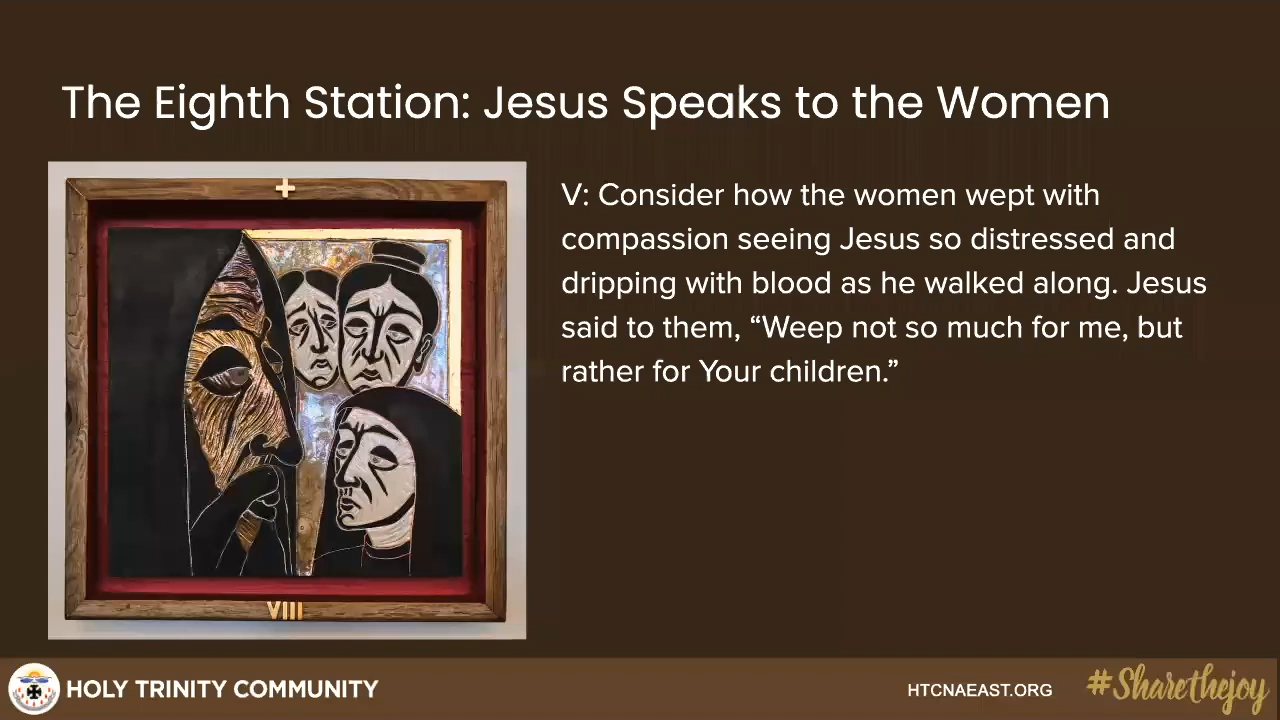 The Eighth Station: Jesus Speaks to the Women
V: Consider how the women wept with
compassion seeing Jesus so distressed and
dripping with blood as he walked along. Jesus
said to them, “Weep not so much for me, but
rather for Your children.”
VIII
HOLY TRINITY COMMUNITY
HTCNAEAST.ORG
#Sharethejoy